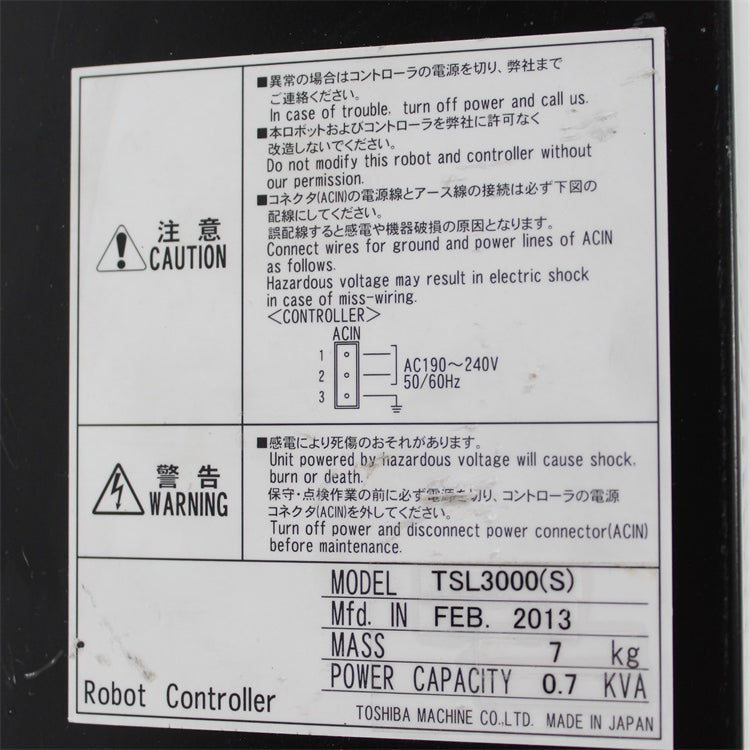 ■異常の場合はコントローラの電源を切り、弊社まで
ご連絡ください。
In case of trouble, turn off power and call us.
■本ロボットおよびコントローラを弊社に許可なく
改造しないでください。
Do not modify this robot and controller without
our permission.
■コネクタ(ACIN)の電源線とアース線の接続は必ず下図の
配線にしてください。
誤配線すると感電や機器破損の原因となります。
Connect wires for ground and power lines of ACIN
as follows.
Hazardous voltage may result in electric shock
in case of miss-wiring.
<CONTROLLER>
ACIN
1
2
3
AC190～240V
50/60Hz
注 意
CAUTION
■感電により死傷のおそれがあります。
Unit powered by hazardous voltage will cause shock,
burn or death.
保守・点検作業の前に必ず電源を切り、コントローラの電源
コネクタ(ACIN)を外してください。
Turn off power and disconnect power connector(ACIN)
before maintenance.
警 告
WARNING
MODEL TSL3000(S)
Mfd. IN FEB. 2013
MASS 7 kg
POWER CAPACITY 0.7 KVA
Robot Controller
TOSHIBA MACHINE CO.,LTD. MADE IN JAPAN